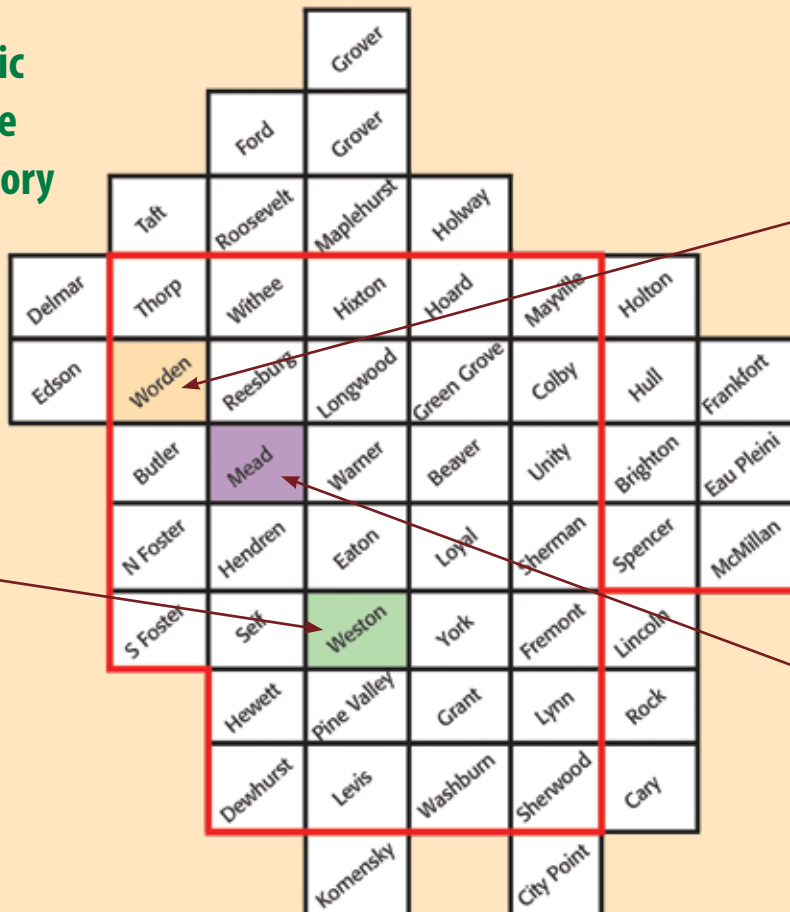 ic
e
ory
Grover
Ford
Grover
Taft
Roosevelt
Maplehurst
Holway
Delmar
Thorp
Withee
Hixton
Hoard
Mayville
Holton
Edson
Worden
Reesburg
Longwood
Green Grove
Colby
Hull
Frankfort
Butler
Mead
Warner
Beaver
Unity
Brighton
Eau Pleini
N Foster
Hendren
Eaton
Loyal
Sherman
Spencer
McMillan
S Foster
Seif
Weston
York
Fremont
Lincoln
Hewett
Pine Valley
Grant
Lynn
Rock
Dewhurst
Levis
Washburn
Sherwood
Cary
Komensky
City Point